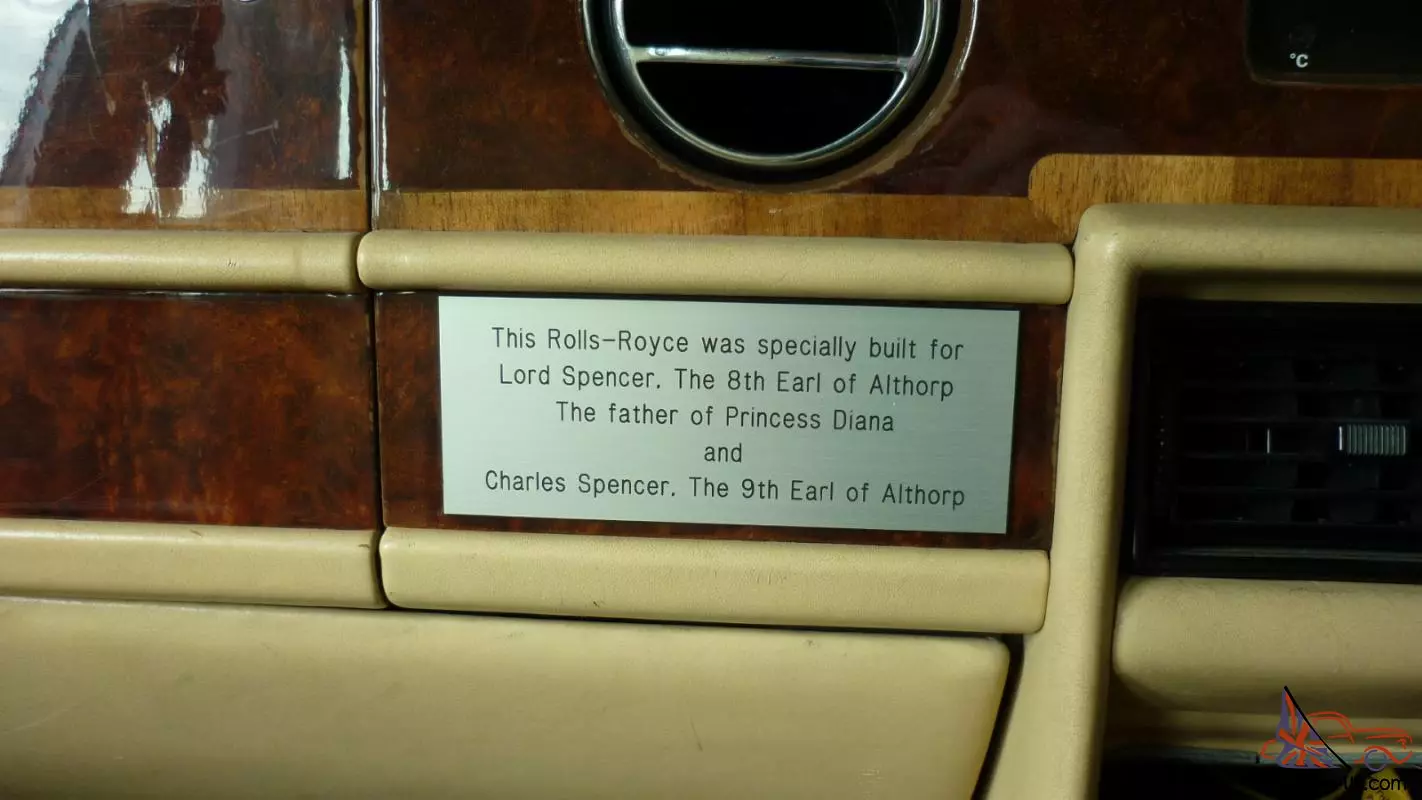 °C
This Rolls-Royce was specially built for
Lord Spencer. The 8th Earl of Althorp
The father of Princess Diana
and
Charles Spencer. The 9th Earl of Althorp